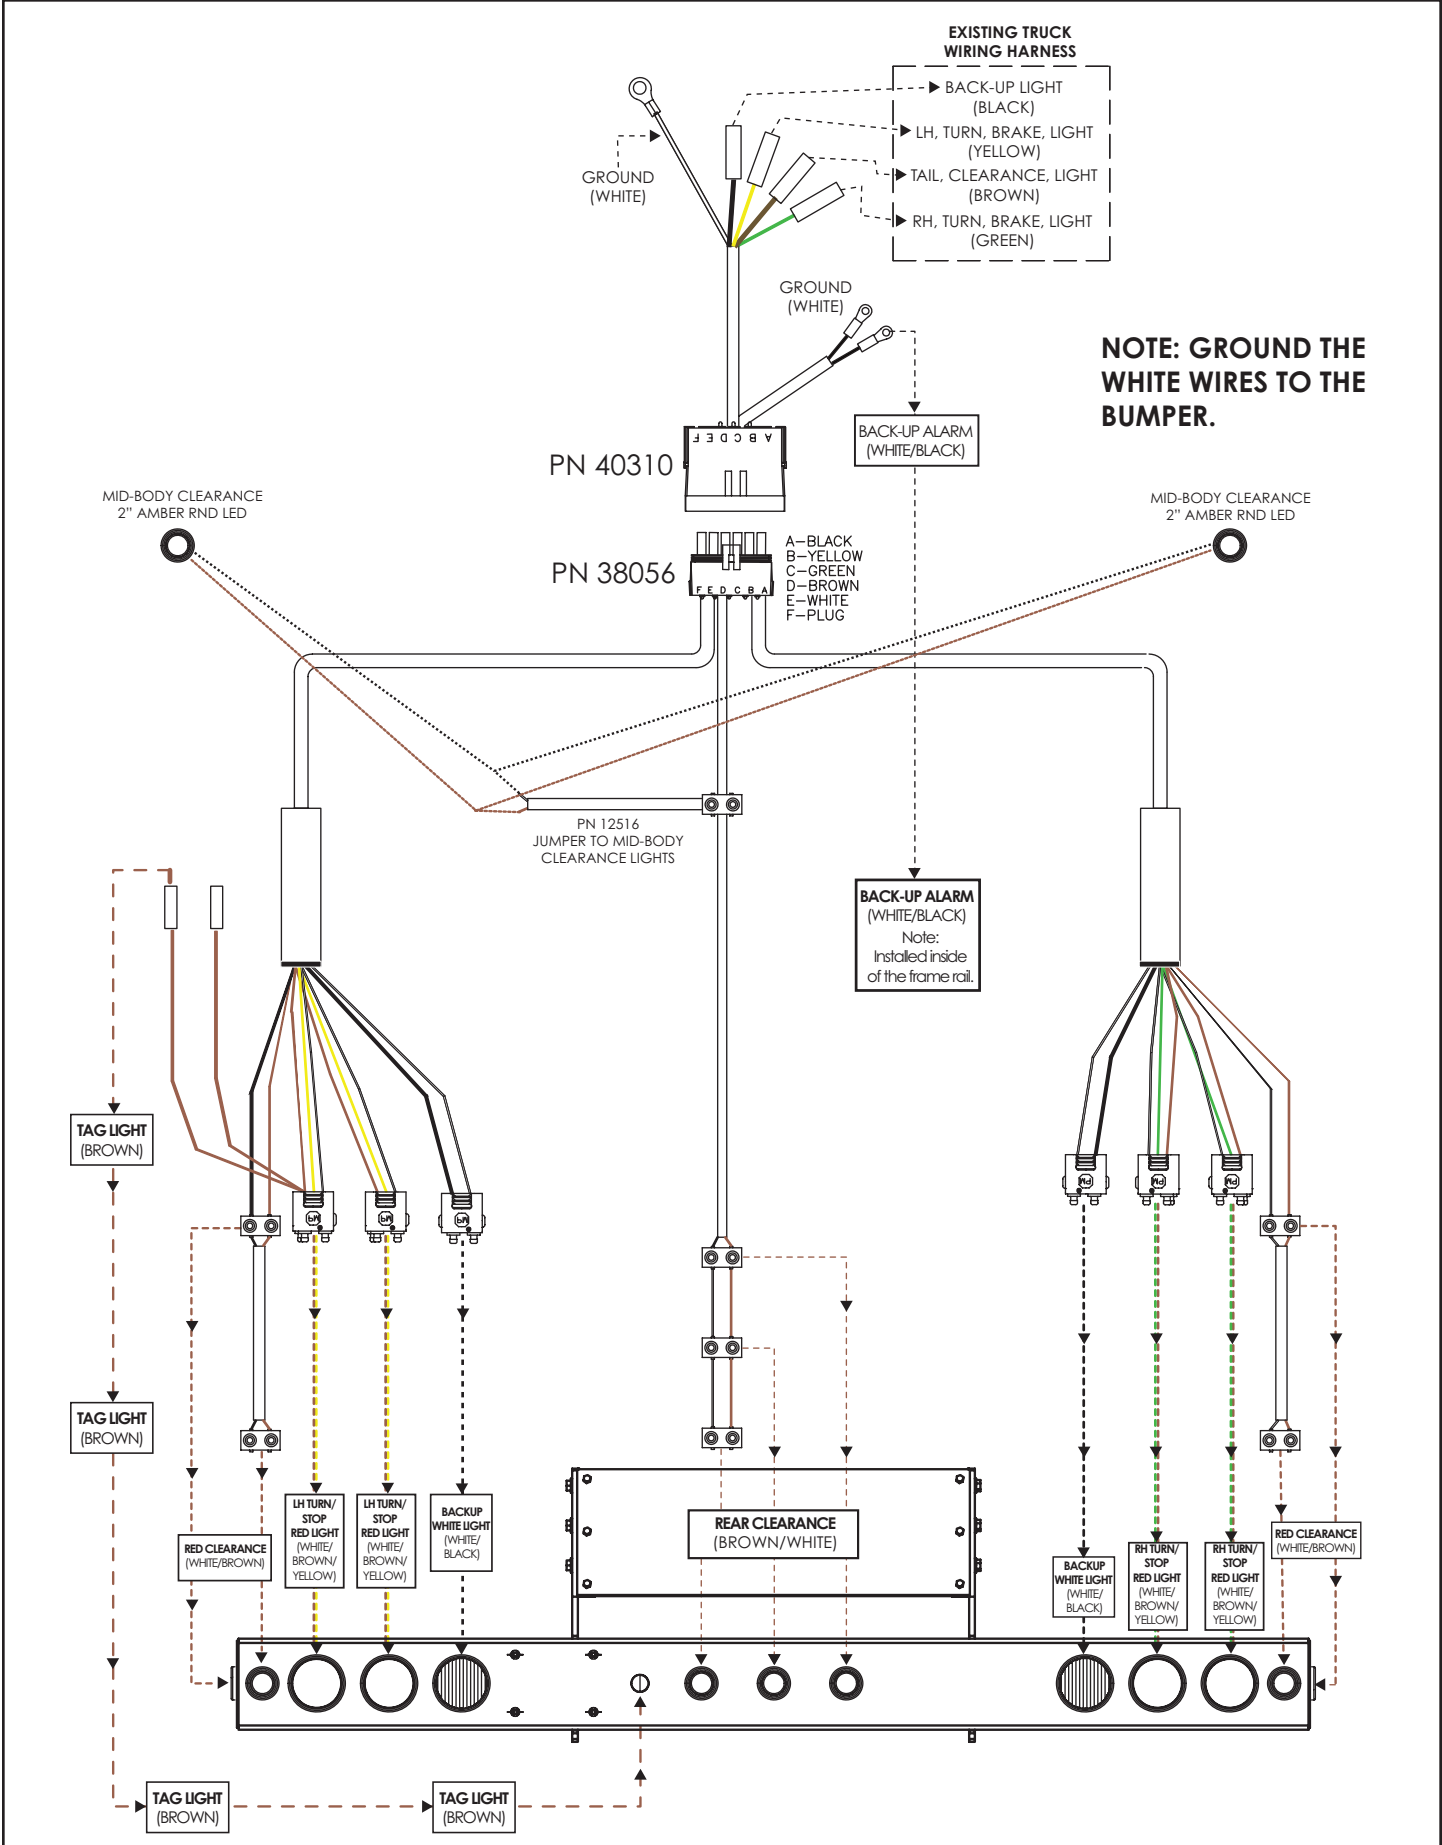 EXISTING TRUCK
WIRING HARNESS
BACK-UP LIGHT
(BLACK)
LH, TURN, BRAKE, LIGHT
(YELLOW)
TAIL, CLEARANCE, LIGHT
(BROWN)
RH, TURN, BRAKE, LIGHT
(GREEN)
GROUND
(WHITE)
GROUND
(WHITE)
NOTE: GROUND THE
WHITE WIRES TO THE
BUMPER.
BACK-UP ALARM
(WHITE/BLACK)
F E D C B A
PN 40310
MID-BODY CLEARANCE
2” AMBER RND LED
MID-BODY CLEARANCE
2” AMBER RND LED
PN 38056
F E D C B A
A-BLACK
B-YELLOW
C-GREEN
D-BROWN
E-WHITE
F-PLUG
PN 12516
JUMPER TO MID-BODY
CLEARANCE LIGHTS
BACK-UP ALARM
(WHITE/BLACK)
Note:
Installed inside
of the frame rail.
TAG LIGHT
(BROWN)
PM
PM
PM
PM
PM
PM
TAG LIGHT
(BROWN)
RED CLEARANCE
(WHITE/BROWN)
LH TURN/
STOP
RED LIGHT
(WHITE/
BROWN/
YELLOW)
LH TURN/
STOP
RED LIGHT
(WHITE/
BROWN/
YELLOW)
BACKUP
WHITE LIGHT
(WHITE/
BLACK)
REAR CLEARANCE
(BROWN/WHITE)
BACKUP
WHITE LIGHT
(WHITE/
BLACK)
RH TURN/
STOP
RED LIGHT
(WHITE/
BROWN/
YELLOW)
RH TURN/
STOP
RED LIGHT
(WHITE/
BROWN/
YELLOW)
RED CLEARANCE
(WHITE/BROWN)
TAG LIGHT
(BROWN)
TAG LIGHT
(BROWN)